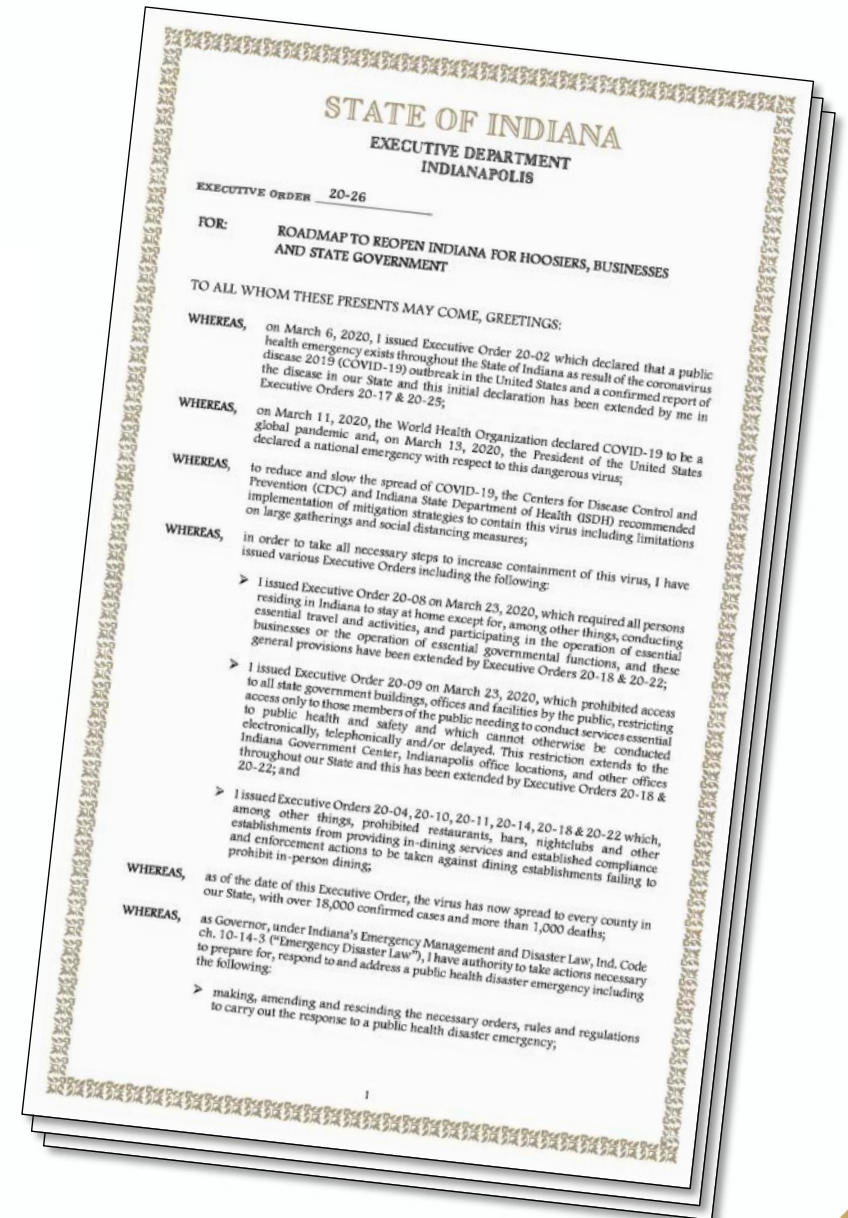 STATE OF INDIANA
EXECUTIVE DEPARTMENT
INDIANAPOLIS
EXECUTIVE ORDER 20-26
FOR: ROADMAP TO REOPEN INDIANA FOR HOOSIERS, BUSINESSES
AND STATE GOVERNMENT
TO ALL WHOM THESE PRESENTS MAY COME, GREETINGS:
WHEREAS, on March 6, 2020, I issued Executive Order 20-02 which declared that a public
health emergency exists throughout the State of Indiana as result of the coronavirus
disease 2019 (COVID-19) outbreak in the United States and a confirmed report of
the disease in our State and this initial declaration has been extended by me in
Executive Orders 20-17 & 20-25;
WHEREAS, on March 11, 2020, the World Health Organization declared COVID-19 to be a
global pandemic and, on March 13, 2020, the President of the United States
declared a national emergency with respect to this dangerous virus;
WHEREAS, to reduce and slow the spread of COVID-19, the Centers for Disease Control and
Prevention (CDC) and Indiana State Department of Health (ISDH) recommended
implementation of mitigation strategies to contain this virus including limitations
on large gatherings and social distancing measures;
WHEREAS, in order to take all necessary steps to increase containment of this virus, I have
issued various Executive Orders including the following:
➢ I issued Executive Order 20-08 on March 23, 2020, which required all persons
residing in Indiana to stay at home except for, among other things, conducting
essential travel and activities, and participating in the operation of essential
businesses or the operation of essential governmental functions, and these
general provisions have been extended by Executive Orders 20-18 & 20-22;
➢ I issued Executive Order 20-09 on March 23, 2020, which prohibited access
to all state government buildings, offices and facilities by the public, restricting
access only to those members of the public needing to conduct services essential
to public health and safety and which cannot otherwise be conducted
electronically, telephonically and/or delayed. This restriction extends to the
Indiana Government Center, Indianapolis office locations, and other offices
throughout our State and this has been extended by Executive Orders 20-18 &
20-22; and
➢ I issued Executive Orders 20-04, 20-10, 20-11, 20-14, 20-18 & 20-22 which,
among other things, prohibited restaurants, bars, nightclubs and other
establishments from providing in-dining services and established compliance
and enforcement actions to be taken against dining establishments failing to
prohibit in-person dining;
WHEREAS, as of the date of this Executive Order, the virus has now spread to every county in
our State, with over 18,000 confirmed cases and more than 1,000 deaths;
WHEREAS, as Governor, under Indiana's Emergency Management and Disaster Law, Ind. Code
ch. 10-14-3 ("Emergency Disaster Law"), I have authority to take actions necessary
to prepare for, respond to and address a public health disaster emergency including
the following:
➢ making, amending and rescinding the necessary orders, rules and regulations
to carry out the response to a public health disaster emergency;
1